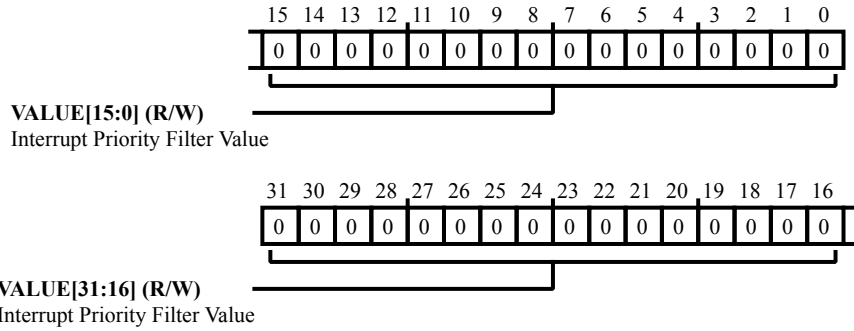 15 14 13 12 11 10 9 8 7 6 5 4 3 2 1 0
0 0 0 0 0 0 0 0 0 0 0 0 0 0 0 0
VALUE[15:0] (R/W)
Interrupt Priority Filter Value
31 30 29 28 27 26 25 24 23 22 21 20 19 18 17 16
0 0 0 0 0 0 0 0 0 0 0 0 0 0 0 0
VALUE[31:16] (R/W)
Interrupt Priority Filter Value